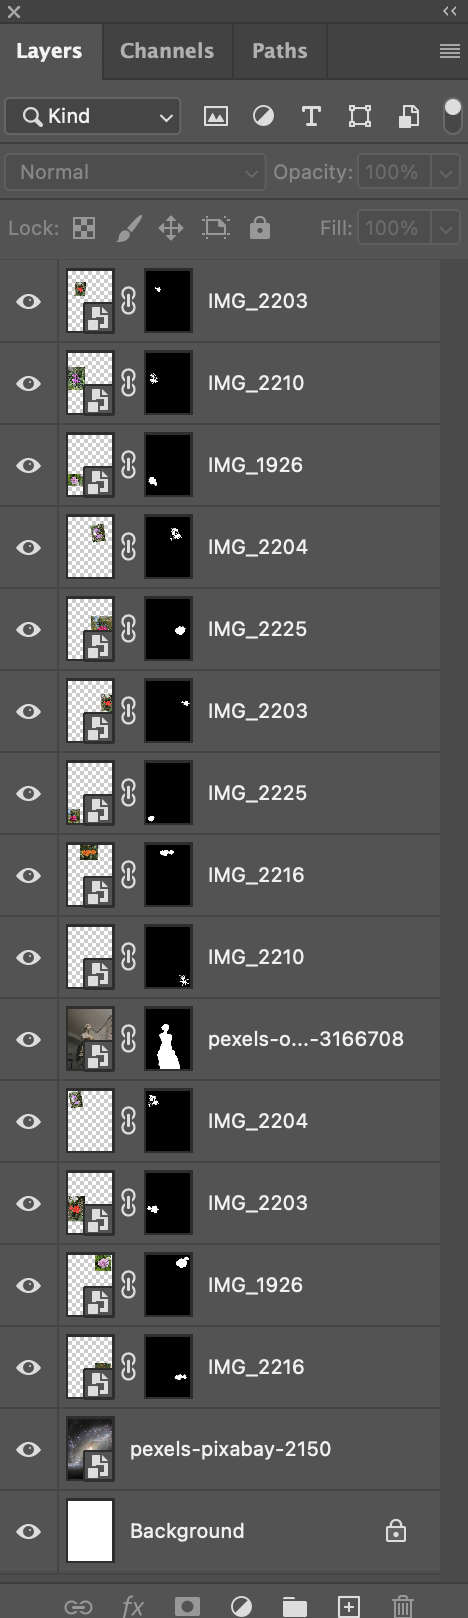 Layers Channels Paths
Kind
Normal Opacity: 100%
Lock: Fill: 100%
IMG_2203
IMG_2210
IMG_1926
IMG_2204
IMG_2225
IMG_2203
IMG_2225
IMG_2216
IMG_2210
pexels-o...-3166708
IMG_2204
IMG_2203
IMG_1926
IMG_2216
pexels-pixabay-2150
Background
fx